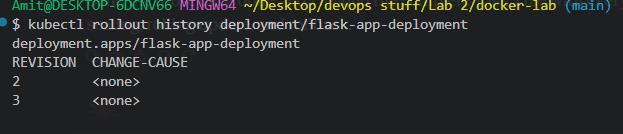 Amit@DESKTOP-6DCNV66 MINGW64 ~/Desktop/devops stuff/Lab 2/docker-lab (main)
$ kubectl rollout history deployment/flask-app-deployment
deployment.apps/flask-app-deployment
REVISION  CHANGE-CAUSE
2         <none>
3         <none>